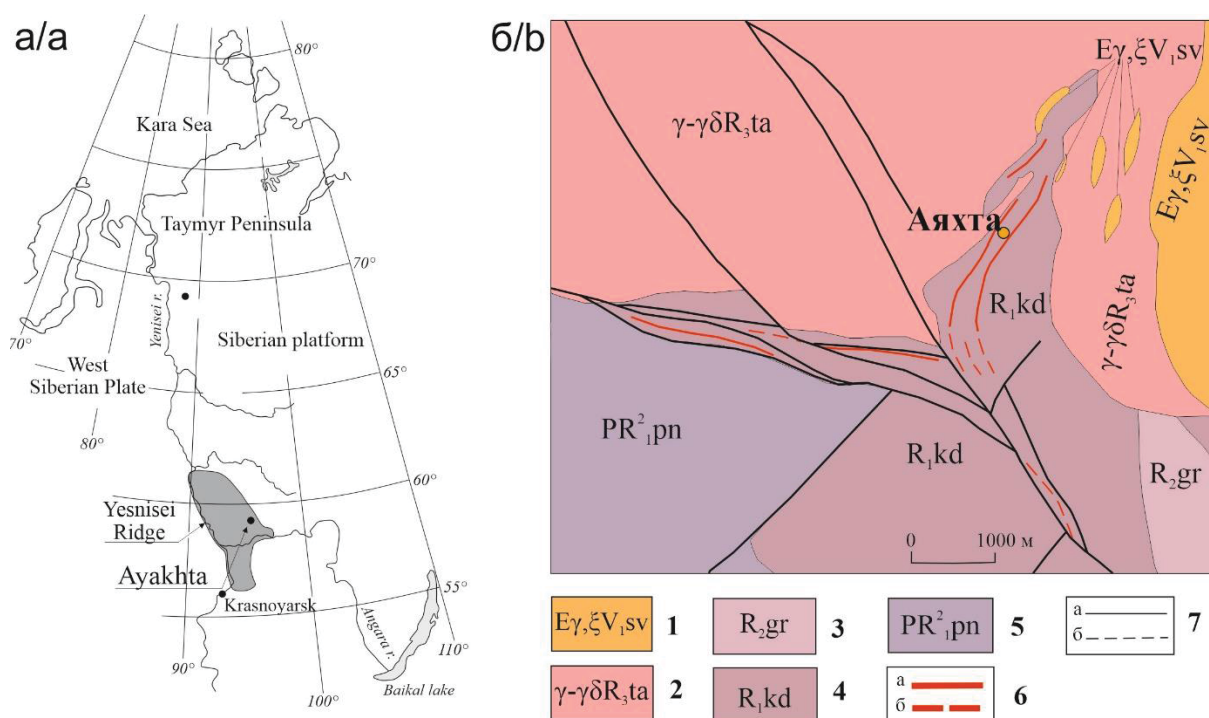 а/a
80°
Kara Sea
Taymyr Peninsula
70°
70°
Yenisei r.
Siberian platform
West
Siberian Plate
65°
80°
60°
Yesnisei
Ridge
Ayakhta
55°
Krasnoyarsk
Angara r.
110°
90°
100°
Baikal lake
б/b
Eγ,ξV₁sv
γ-γδR₃ta
Eγ,ξV₁sv
Аяхта
R₁kd
γ-γδR₃ta
PR²₁pn
R₁kd
R₂gr
0 1000 м
Eγ,ξV₁sv 1
R₂gr 3
PR²₁pn 5
а
б
7
γ-γδR₃ta 2
R₁kd 4
а
б
6